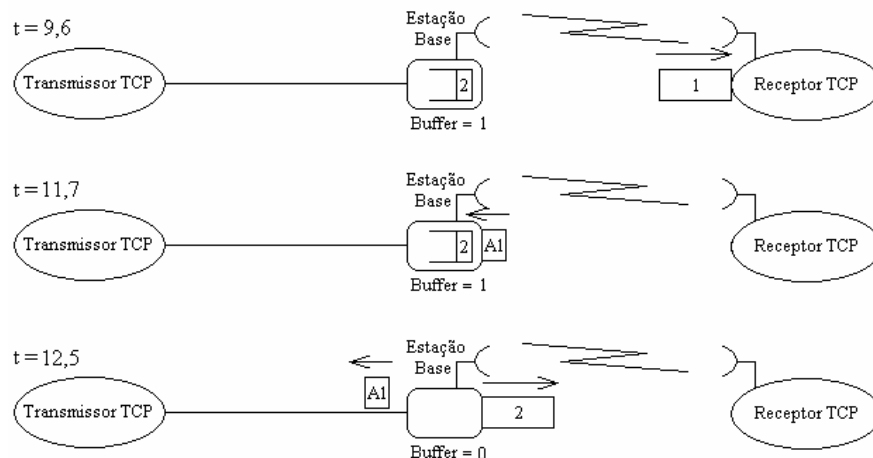 t = 9,6
Estação
Base
Transmissor TCP
2
1
Receptor TCP
Buffer = 1
t = 11,7
Estação
Base
Transmissor TCP
2
A1
Receptor TCP
Buffer = 1
t = 12,5
Estação
Base
A1
Transmissor TCP
2
Receptor TCP
Buffer = 0